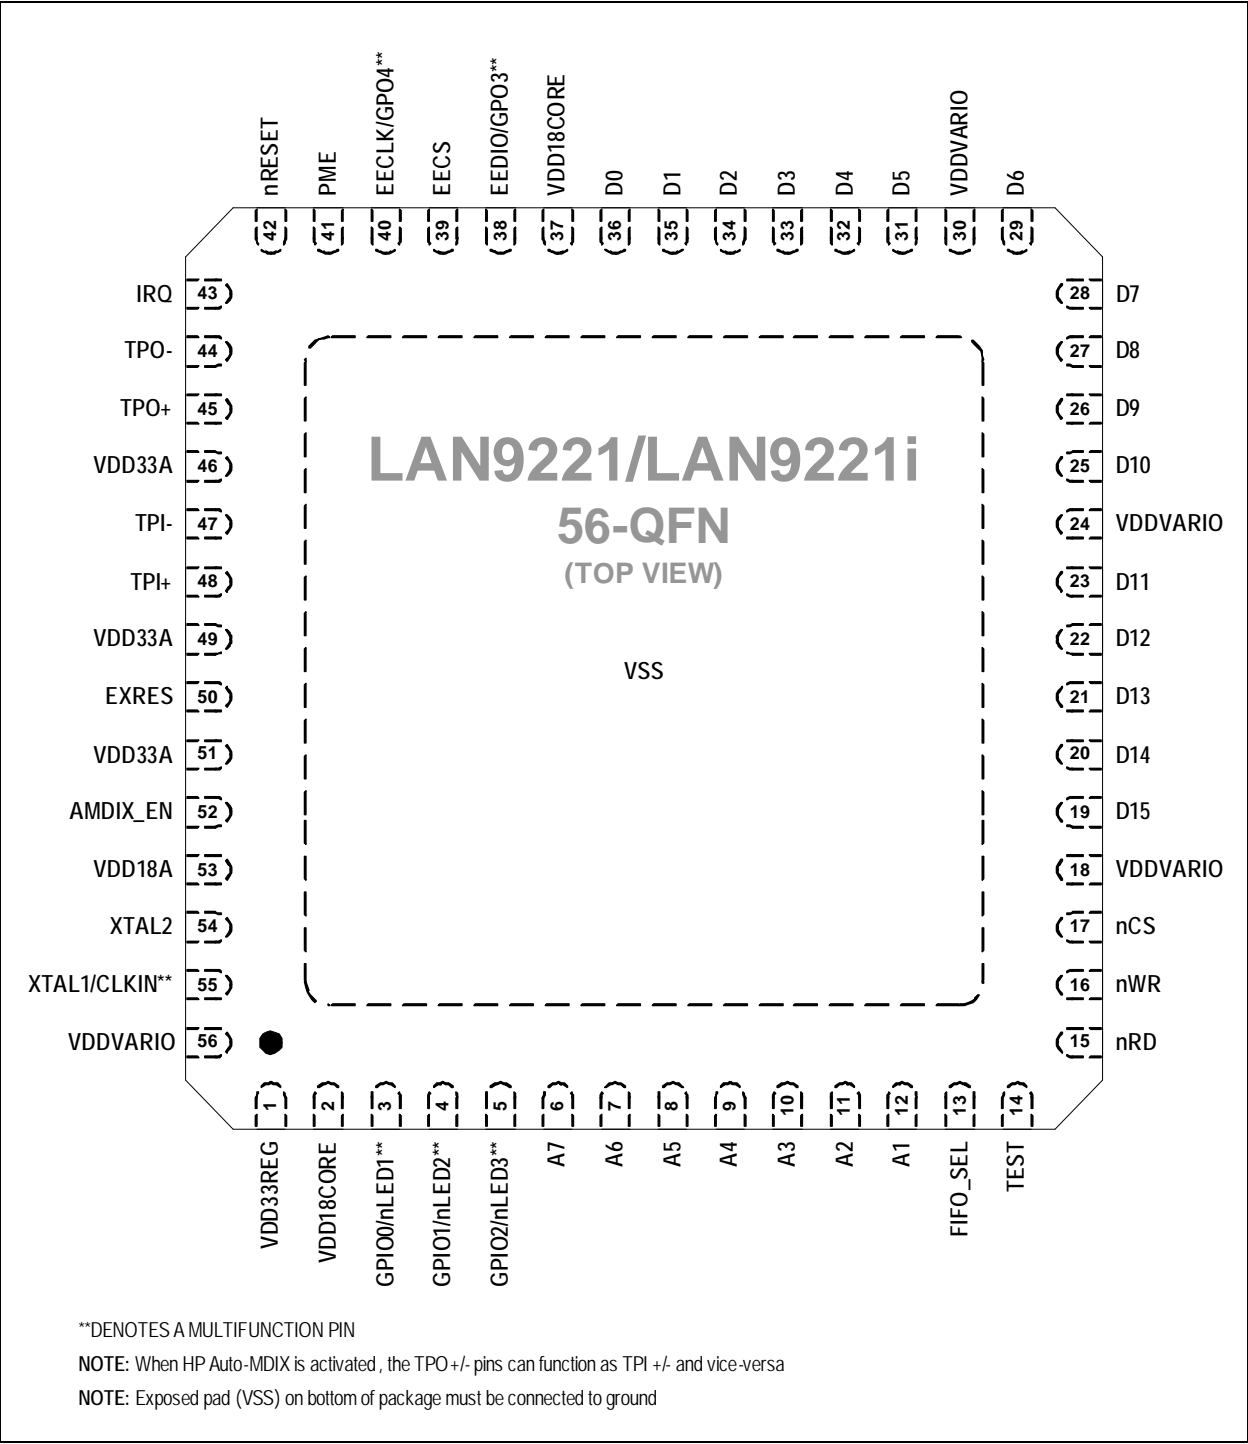 nRESET
PME
EECLK/GPO4**
EECS
EEDIO/GPO3**
VDD18CORE
D0
D1
D2
D3
D4
D5
VDDVARIO
D6
42
41
40
39
38
37
36
35
34
33
32
31
30
29
IRQ 43
28 D7
TPO- 44
27 D8
TPO+ 45
26 D9
VDD33A 46
25 D10
TPI- 47
24 VDDVARIO
TPI+ 48
23 D11
VDD33A 49
22 D12
EXRES 50
21 D13
VDD33A 51
20 D14
AMDIX_EN 52
19 D15
VDD18A 53
18 VDDVARIO
XTAL2 54
17 nCS
XTAL1/CLKIN** 55
16 nWR
VDDVARIO 56
15 nRD
LAN9221/LAN9221i
56-QFN
(TOP VIEW)
VSS
1
2
3
4
5
6
7
8
9
10
11
12
13
14
VDD33REG
VDD18CORE
GPIO0/nLED1**
GPIO1/nLED2**
GPIO2/nLED3**
A7
A6
A5
A4
A3
A2
A1
FIFO_SEL
TEST
**DENOTES A MULTIFUNCTION PIN
NOTE: When HP Auto-MDIX is activated, the TPO+/- pins can function as TPI +/- and vice-versa
NOTE: Exposed pad (VSS) on bottom of package must be connected to ground